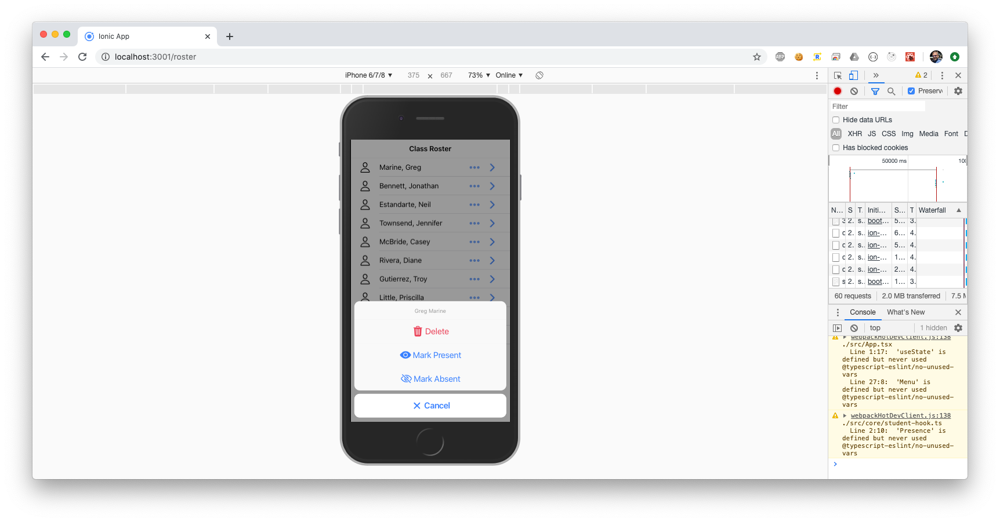 Ionic App
localhost:3001/roster
ABP
R
iPhone 6/7/8 ▼ 375 x 667 73% ▼ Online ▼
2
Preserv
Filter
Hide data URLs
All XHR JS CSS Img Media Font D
Has blocked cookies
50000 ms 100
N... S T. Initi... S... T Waterfall ▲
3 2. s.. boot... 5... 3.
c 2. s.. ion-... 6... 4.
c 2. s.. ion-... 5... 4.
c 2. s.. ion-... 1... 4.
c 2. s.. ion-... 2... 4.
s 2. s.. boot... 1... 3.
60 requests 2.0 MB transferred 7.5 M
Console What's New
top 1 hidden
webpackHotDevClient.js:138
./src/App.tsx
Line 1:17: 'useState' is
defined but never used
@typescript-eslint/no-unused-
vars
Line 27:8: 'Menu' is
defined but never used
@typescript-eslint/no-unused-
vars
webpackHotDevClient.js:138
./src/core/student-hook.ts
Line 2:10: 'Presence' is
defined but never used
@typescript-eslint/no-unused-
vars
Class Roster
Marine, Greg
Bennett, Jonathan
Estandarte, Neil
Townsend, Jennifer
McBride, Casey
Rivera, Diane
Gutierrez, Troy
Little, Priscilla
Greg Marine
Delete
Mark Present
Mark Absent
Cancel